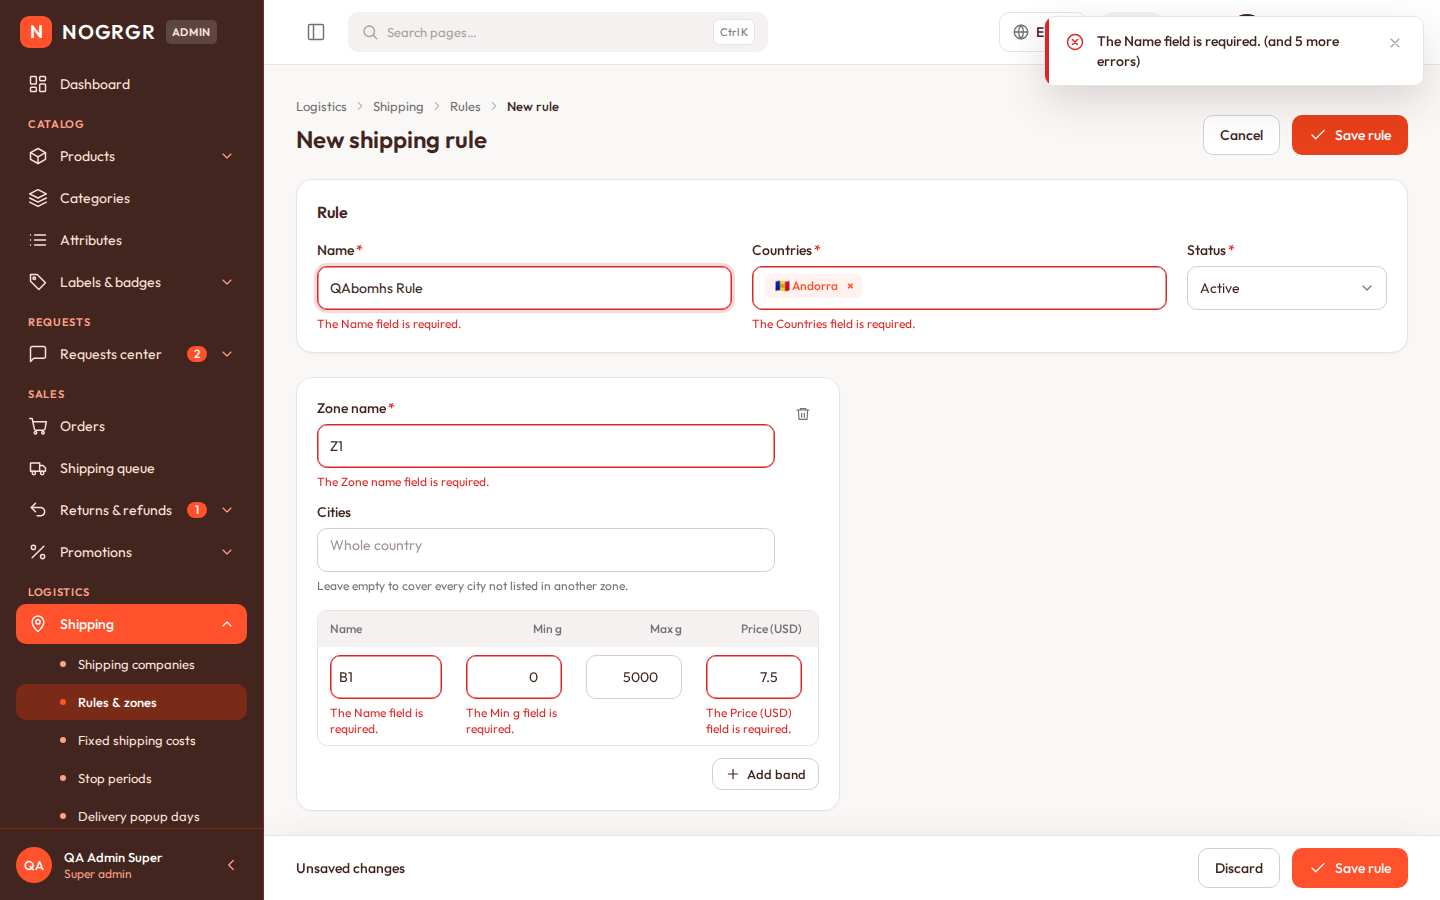 N NOGRGR ADMIN
Search pages...
Ctrl K
E
The Name field is required. (and 5 more
errors)
Dashboard
CATALOG
Products
Categories
Attributes
Labels & badges
REQUESTS
Requests center 2
SALES
Orders
Shipping queue
Returns & refunds 1
Promotions
LOGISTICS
Shipping
Shipping companies
Rules & zones
Fixed shipping costs
Stop periods
Delivery popup days
QA QA Admin Super
Super admin
Logistics > Shipping > Rules > New rule
New shipping rule
Cancel
Save rule
Rule
Name *
Countries *
Status *
QAbomhs Rule
Andorra ×
Active
The Name field is required.
The Countries field is required.
Zone name *
Z1
The Zone name field is required.
Cities
Whole country
Leave empty to cover every city not listed in another zone.
Name Min g Max g Price (USD)
B1 0 5000 7.5
The Name field is
required.
The Min g field is
required.
The Price (USD)
field is required.
+ Add band
Unsaved changes
Discard
Save rule